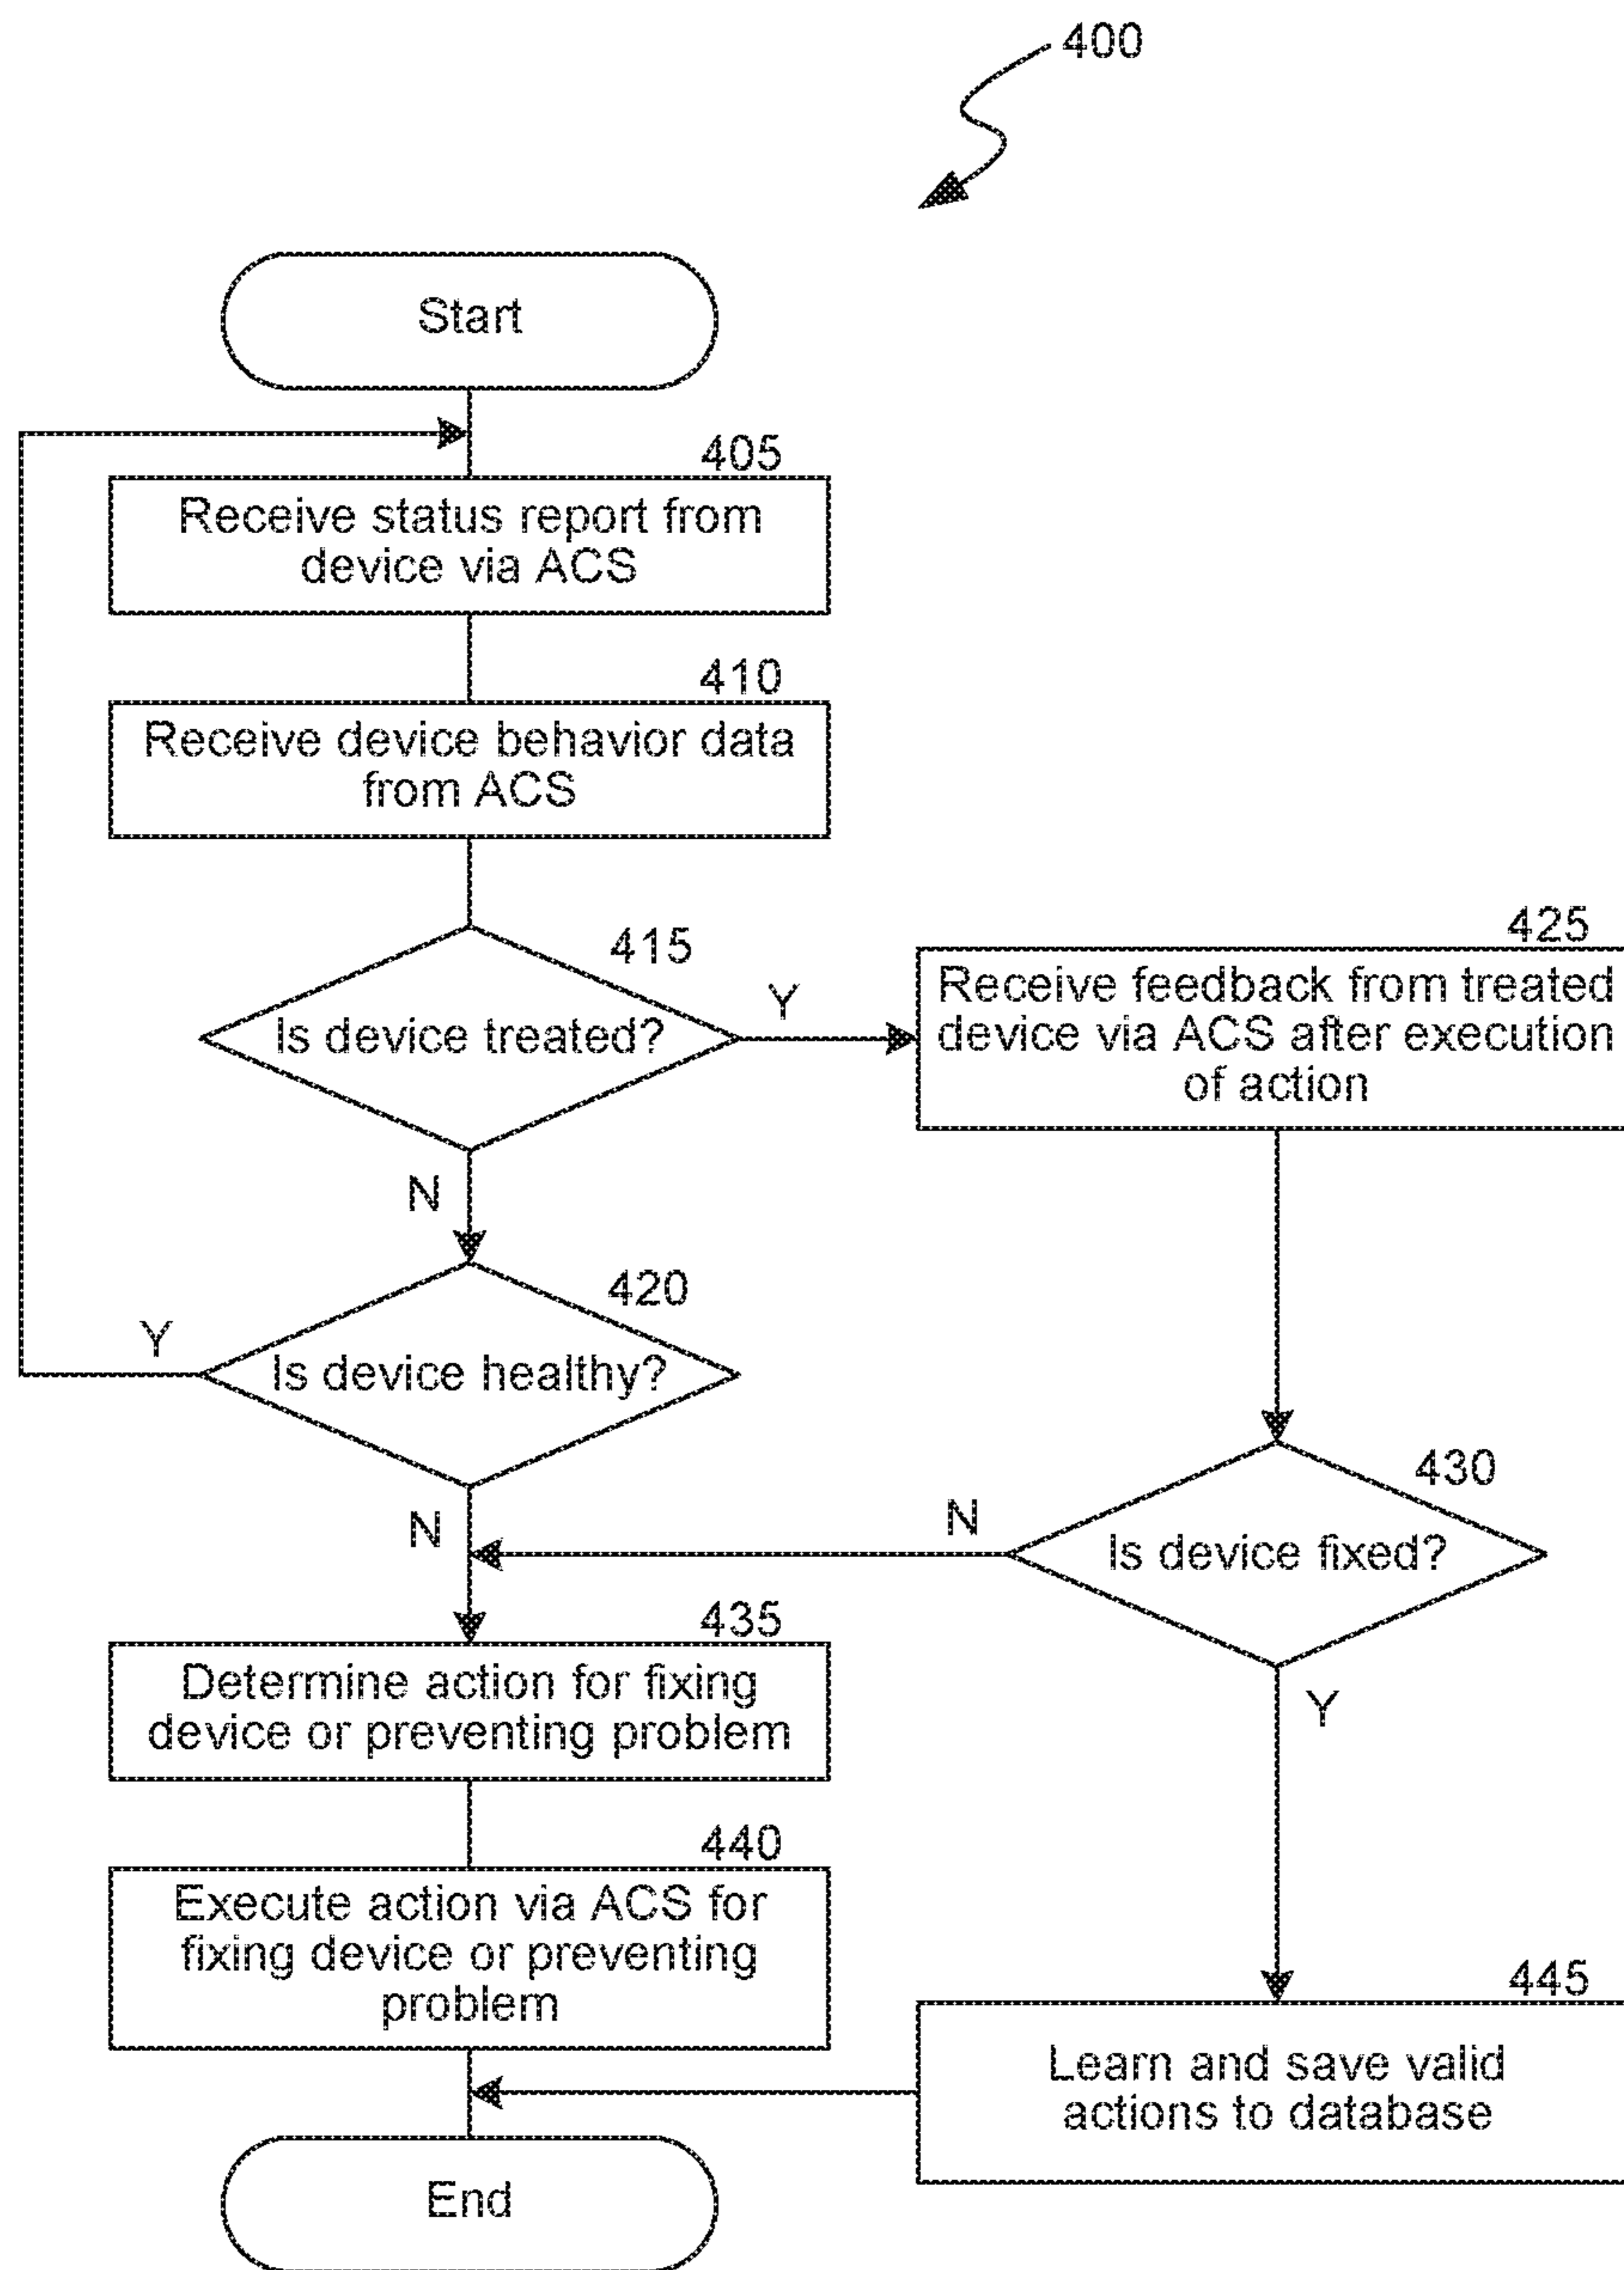 400
Start
405
Receive status report from
device via ACS
410
Receive device behavior data
from ACS
415
Is device treated?
Y
N
425
Receive feedback from treated
device via ACS after execution
of action
420
Is device healthy?
Y
N
430
Is device fixed?
N
Y
435
Determine action for fixing
device or preventing problem
440
Execute action via ACS for
fixing device or preventing
problem
445
Learn and save valid
actions to database
End